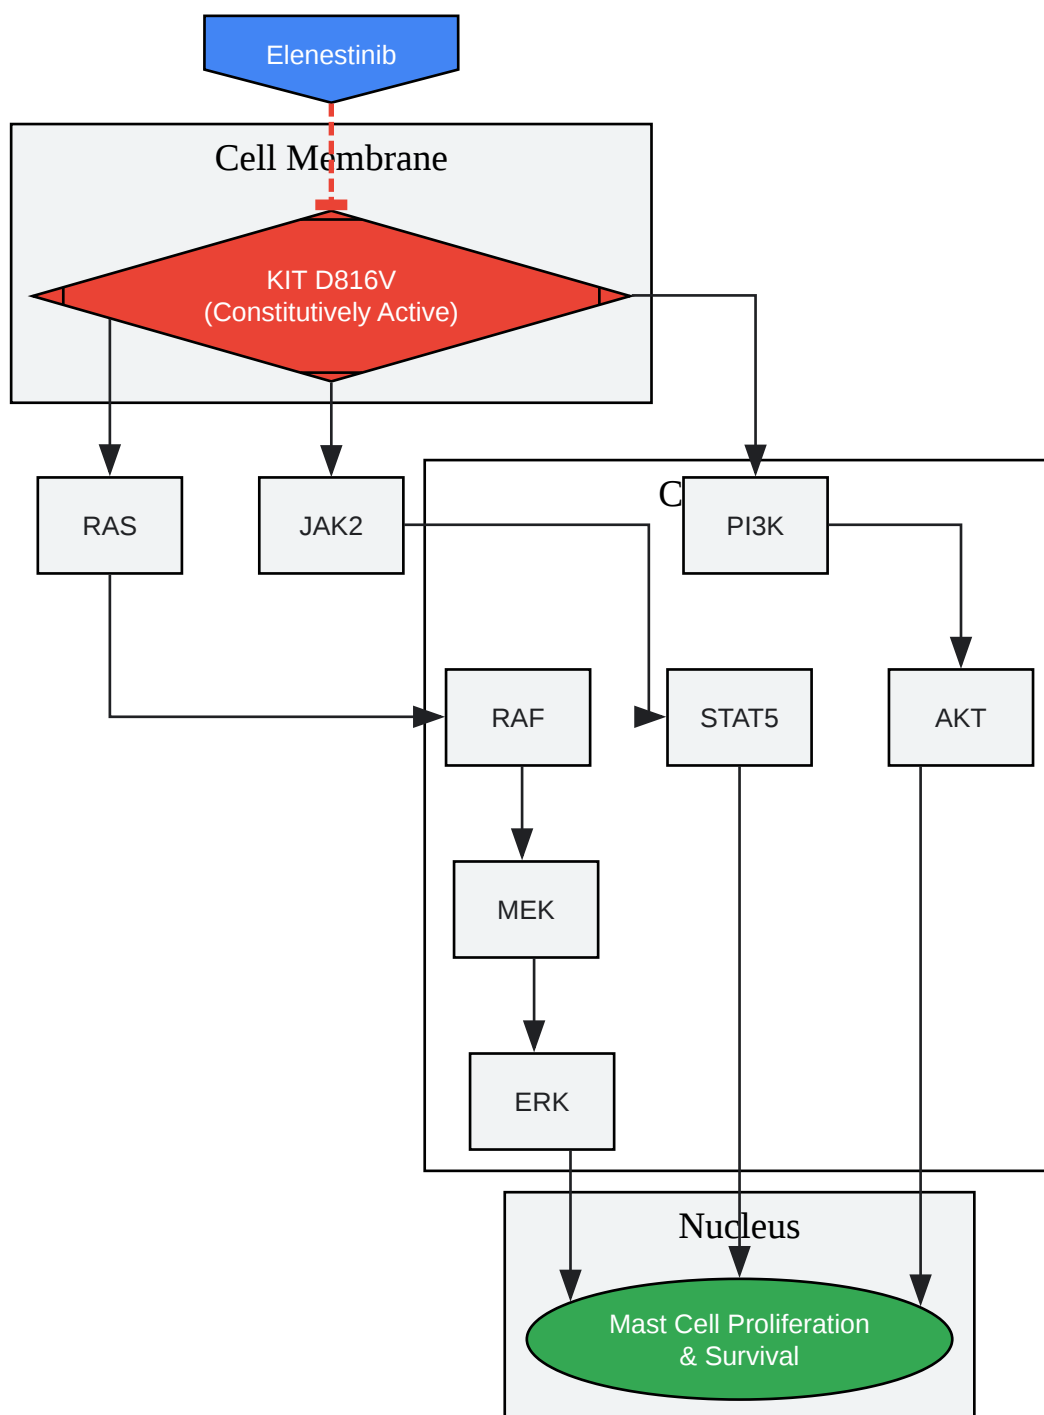 Elenestinib
Cell Membrane
KIT D816V
(Constitutively Active)
C
RAS
JAK2
PI3K
RAF
STAT5
AKT
MEK
ERK
Nucleus
Mast Cell Proliferation
& Survival